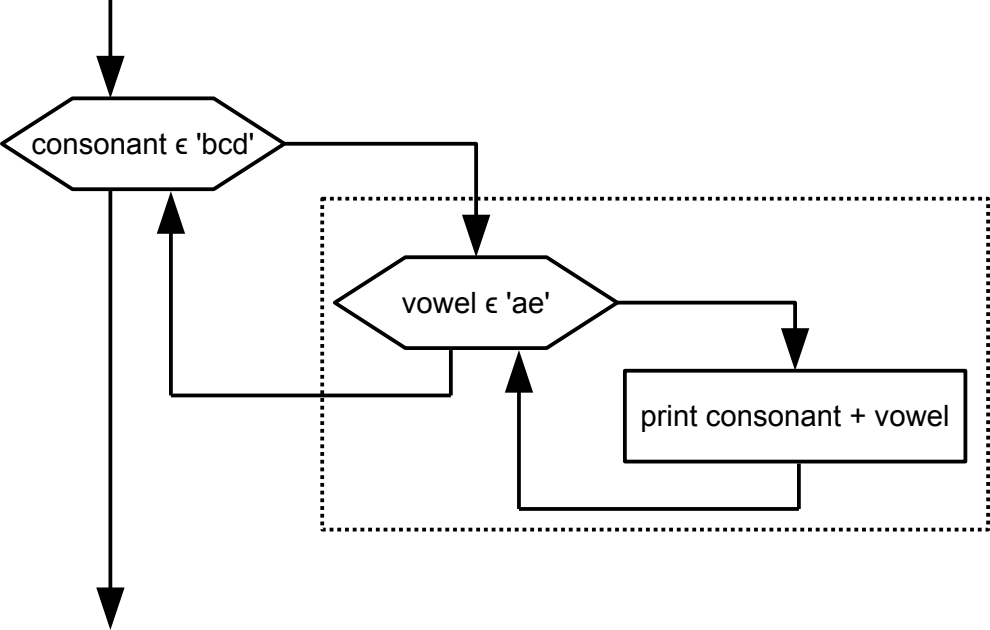 consonant ϵ 'bcd'
vowel ϵ 'ae'
print consonant + vowel